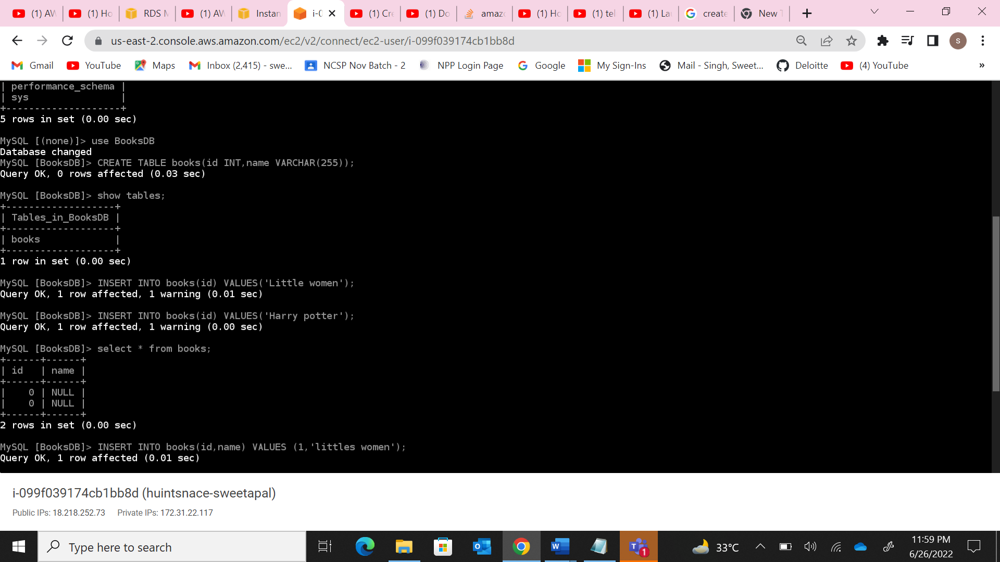 (1) AW
(1) Ho
RDS M
(1) AW
Instan
i-0
(1) Cre
(1) Do
amazo
(1) Ho
(1) tel
(1) Lau
create
New T
us-east-2.console.aws.amazon.com/ec2/v2/connect/ec2-user/i-099f039174cb1bb8d
s
Gmail
YouTube
Maps
Inbox (2,415) - swe...
NCSP Nov Batch - 2
NPP Login Page
Google
My Sign-Ins
Mail - Singh, Sweet...
Deloitte
(4) YouTube
»
| performance_schema |
| sys                |
+--------------------+
5 rows in set (0.00 sec)
MySQL [(none)]> use BooksDB
Database changed
MySQL [BooksDB]> CREATE TABLE books(id INT,name VARCHAR(255));
Query OK, 0 rows affected (0.03 sec)
MySQL [BooksDB]> show tables;
+-------------------+
| Tables_in_BooksDB |
+-------------------+
| books             |
+-------------------+
1 row in set (0.00 sec)
MySQL [BooksDB]> INSERT INTO books(id) VALUES('Little women');
Query OK, 1 row affected, 1 warning (0.01 sec)
MySQL [BooksDB]> INSERT INTO books(id) VALUES('Harry potter');
Query OK, 1 row affected, 1 warning (0.00 sec)
MySQL [BooksDB]> select * from books;
+------+------+
| id   | name |
+------+------+
|    0 | NULL |
|    0 | NULL |
+------+------+
2 rows in set (0.00 sec)
MySQL [BooksDB]> INSERT INTO books(id,name) VALUES (1,'littles women');
Query OK, 1 row affected (0.01 sec)
i-099f039174cb1bb8d (huintsnace-sweetapal)
Public IPs: 18.218.252.73 Private IPs: 172.31.22.117
Type here to search
1
33°C
11:59 PM
6/26/2022